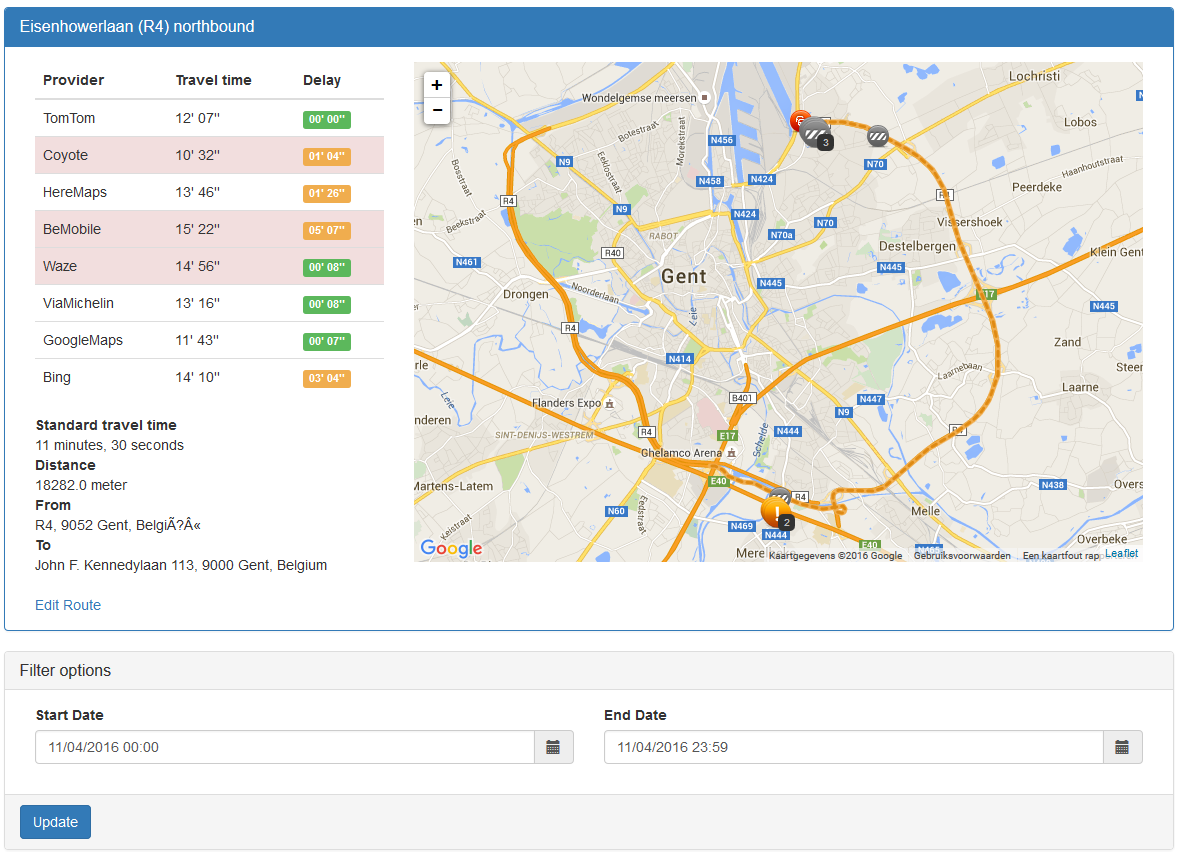 Eisenhowerlaan (R4) northbound
Provider Travel time Delay
TomTom 12' 07'' 00' 00''
Coyote 10' 32'' 01' 04''
HereMaps 13' 46'' 01' 26''
BeMobile 15' 22'' 05' 07''
Waze 14' 56'' 00' 08''
ViaMichelin 13' 16'' 00' 08''
GoogleMaps 11' 43'' 00' 07''
Bing 14' 10'' 03' 04''
Standard travel time
11 minutes, 30 seconds
Distance
18282.0 meter
From
R4, 9052 Gent, BelgiÃ?Â«
To
John F. Kennedylaan 113, 9000 Gent, Belgium
Edit Route
+
−
Lochristi
Wondelgemse meersen
Lobos
3
Botestraat
Morekstraat
N456
N9
Eeklostraat
N70
Haanhoutstraat
Bosstraat
N458
N424
Peerdeke
R4
R4
N9
N424
Beekstraat
N70
Vissershoek
N70a
RABOT
Destelbergen
R40
Klein Gent
N461
Gent
N445
N445
Drongen
Noorderlaan
E17
Leie
N445
R4
Zand
N414
Steer
rle
Laarnebaan
Laarne
Leie
Flanders Expo
B401
N447
N9
nderen
SINT-DENIJS-WESTREM
R4
E17
Schelde
N444
R4
Ghelamco Arena
E40
Martens-Latem
N438
Overs
R4
Eedstraat
N60
Melle
Kalstraat
N469
2
N444
Overbeke
E40
Mere
Google
Kaartgegevens ©2016 Google
Gebruiksvoorwaarden
Een kaartfout rap
Leaflet
Filter options
Start Date End Date
11/04/2016 00:00 11/04/2016 23:59
Update